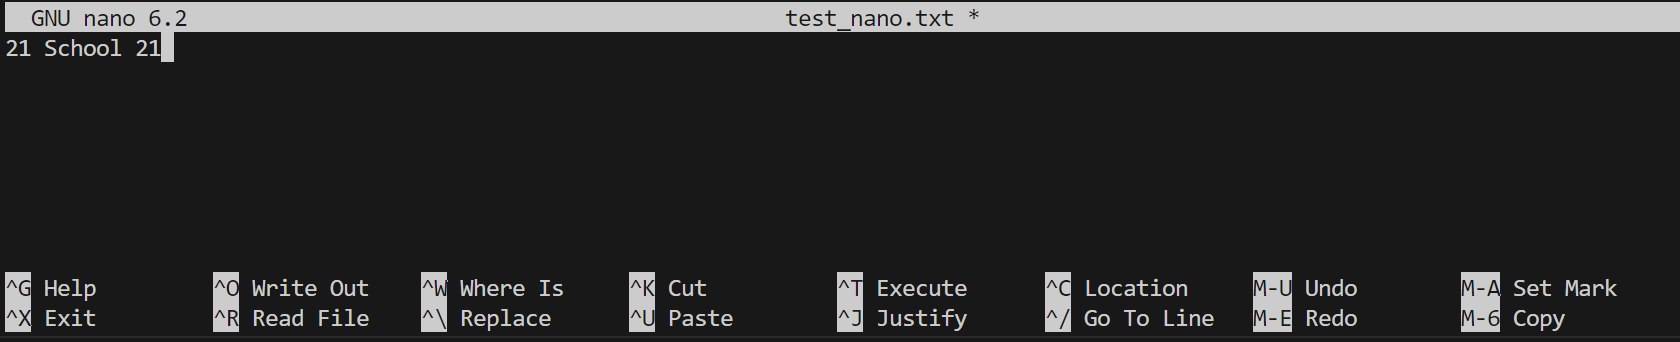 GNU nano 6.2 test_nano.txt *
21 School 21
^G Help ^O Write Out ^W Where Is ^K Cut ^T Execute ^C Location M-U Undo M-A Set Mark
^X Exit ^R Read File ^\ Replace ^U Paste ^J Justify ^/ Go To Line M-E Redo M-6 Copy